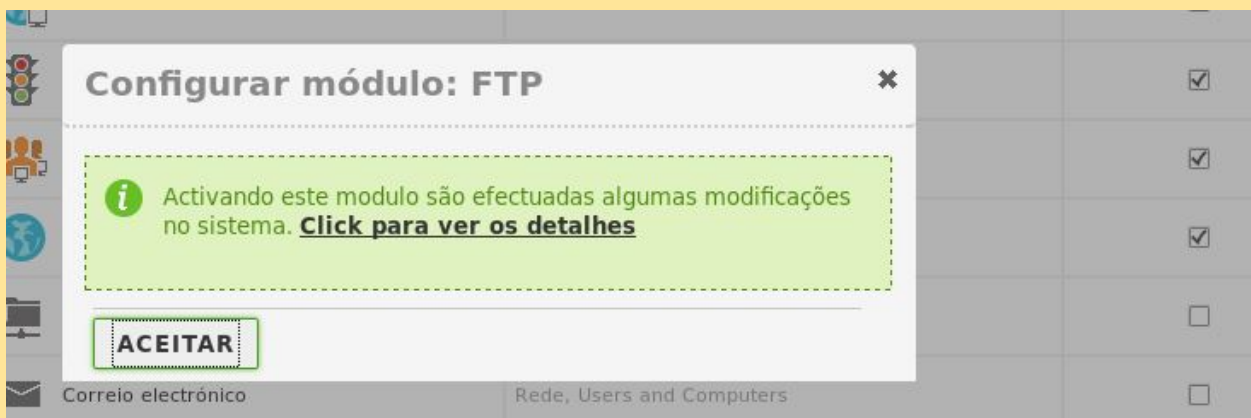 Configurar módulo: FTP
Activando este modulo são efectuadas algumas modificações
no sistema. Click para ver os detalhes
ACEITAR
Correio electrónico
Rede, Users and Computers